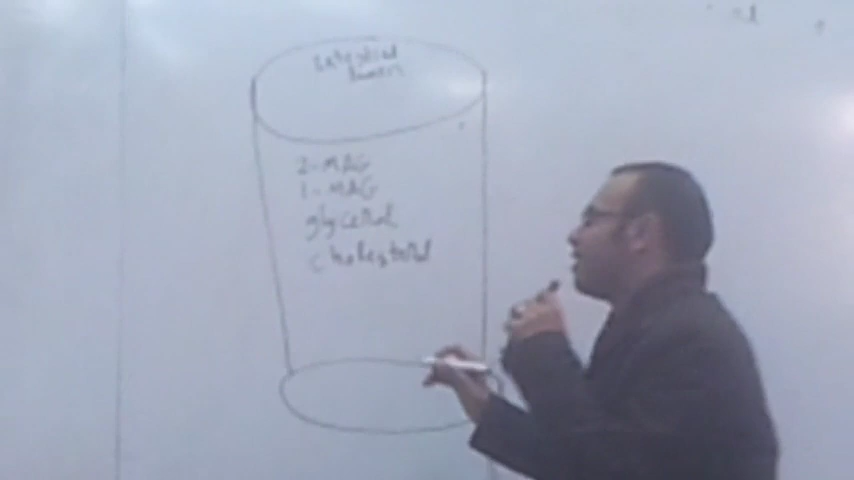 Intestinal
Lumen
2-MAG
1-MAG
glycerol
cholesterol